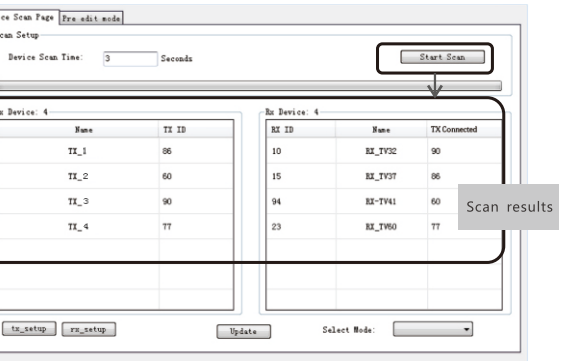 ce Scan Page Pre edit mode
can Setup
Device Scan Time: 3 Seconds Start Scan
x Device: 4 Rx Device: 4
Name TX ID RX ID Name TX Connected
TX_1 86 10 RX_TV32 90
TX_2 60 15 RX_TV37 86
TX_3 90 94 RX-TV41 60
TX_4 77 23 RX_TV60 77
Scan results
tx_setup rx_setup Update Select Mode: